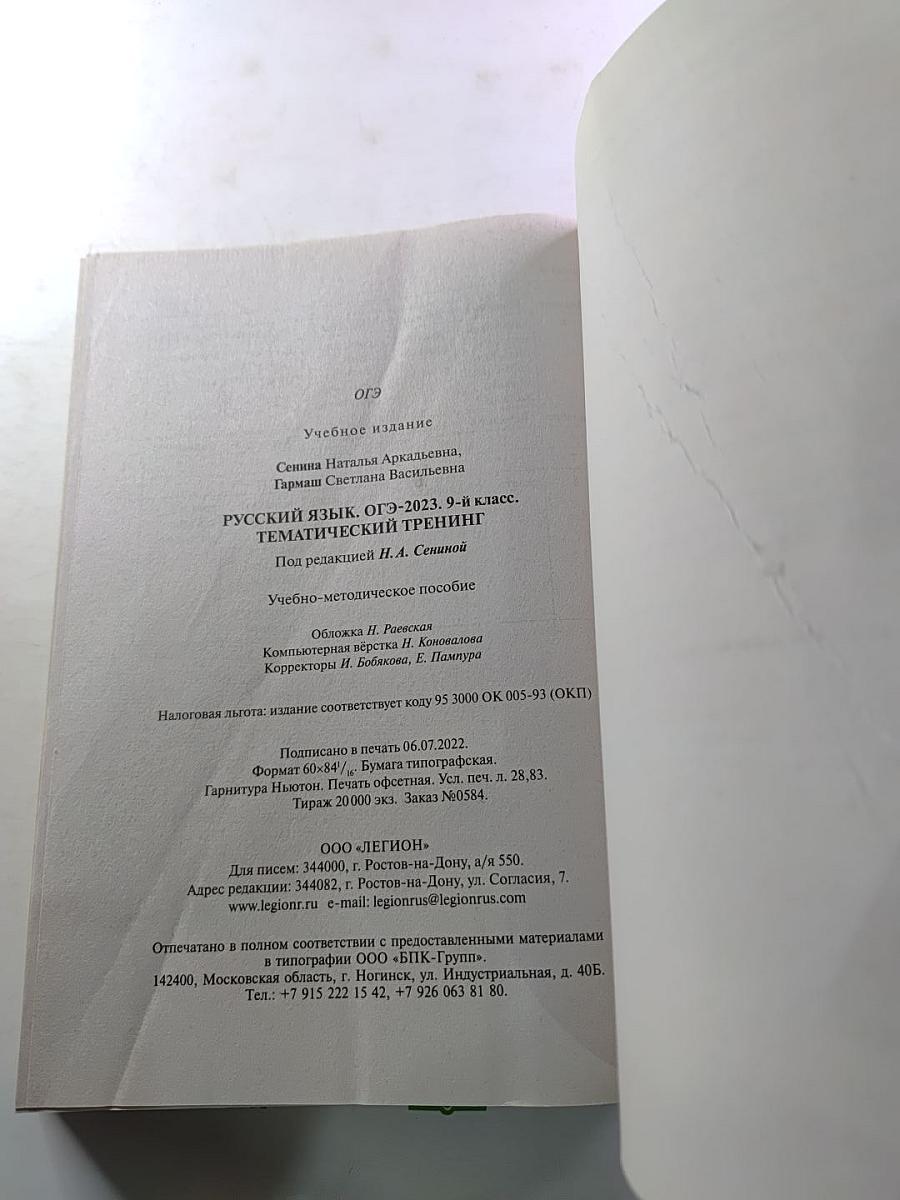 ОГЭ
Учебное издание
Сенина Наталья Аркадьевна,
Гармаш Светлана Васильевна
РУССКИЙ ЯЗЫК. ОГЭ-2023. 9-й класс.
ТЕМАТИЧЕСКИЙ ТРЕНИНГ
Под редакцией Н. А. Сениной
Учебно-методическое пособие
Обложка Н. Раевская
Компьютерная вёрстка Н. Коновалова
Корректоры И. Бобякова, Е. Пампура
Налоговая льгота: издание соответствует коду 95 3000 ОК 005-93 (ОКП)
Подписано в печать 06.07.2022.
Формат 60×84¹/₁₆. Бумага типографская.
Гарнитура Ньютон. Печать офсетная. Усл. печ. л. 28,83.
Тираж 20 000 экз. Заказ №0584.
ООО «ЛЕГИОН»
Для писем: 344000, г. Ростов-на-Дону, а/я 550.
Адрес редакции: 344082, г. Ростов-на-Дону, ул. Согласия, 7.
www.legionr.ru e-mail: legionrus@legionrus.com
Отпечатано в полном соответствии с предоставленными материалами
в типографии ООО «БПК-Групп».
142400, Московская область, г. Ногинск, ул. Индустриальная, д. 40Б.
Тел.: +7 915 222 15 42, +7 926 063 81 80.